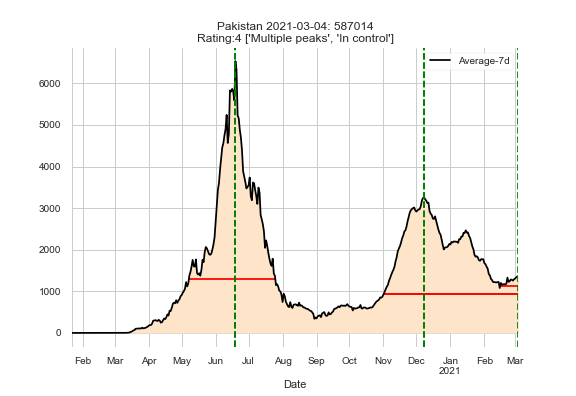 Pakistan 2021-03-04: 587014
Rating:4 ['Multiple peaks', 'In control']
Average-7d
6000
5000
4000
3000
2000
1000
0
Feb Mar Apr May Jun Jul Aug Sep Oct Nov Dec Jan Feb Mar
2021
Date